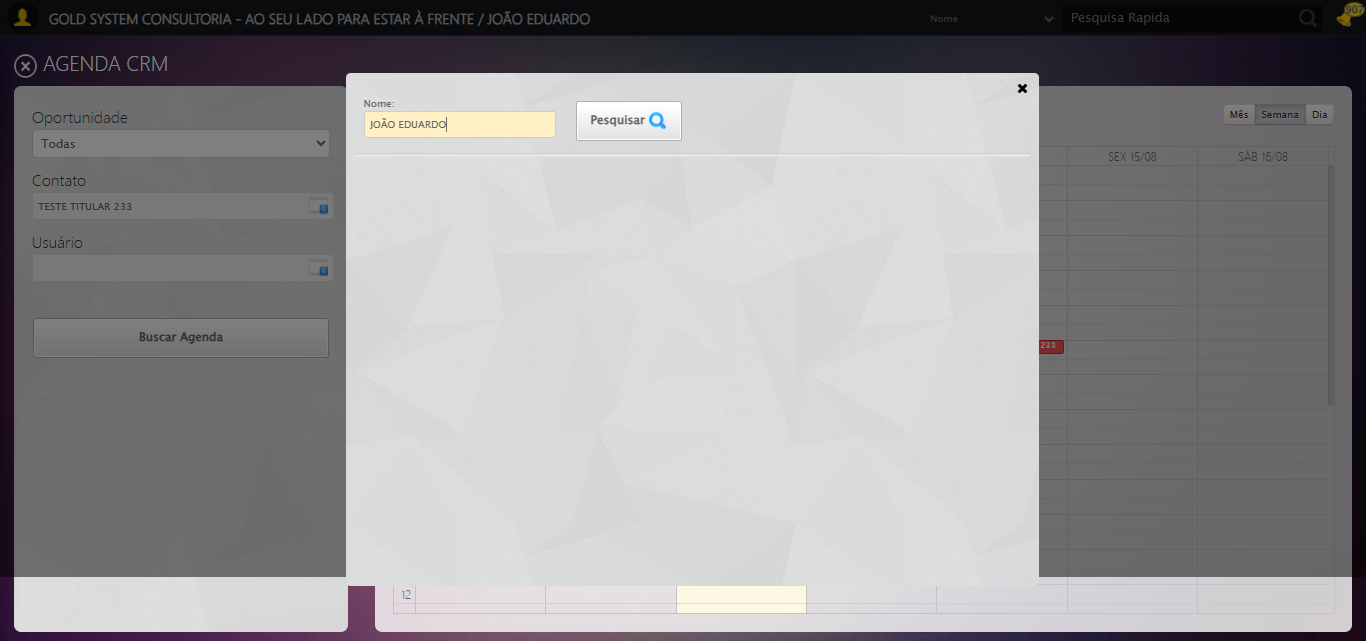 GOLD SYSTEM CONSULTORIA - AO SEU LADO PARA ESTAR À FRENTE / JOÃO EDUARDO
Nome
Pesquisa Rapida
907
AGENDA CRM
Oportunidade
Todas
Contato
TESTE TITULAR 233
Usuário
Buscar Agenda
Nome:
JOÃO EDUARDO
Pesquisar
Mês
Semana
Dia
SEX 15/08
SÁB 16/08
233
12